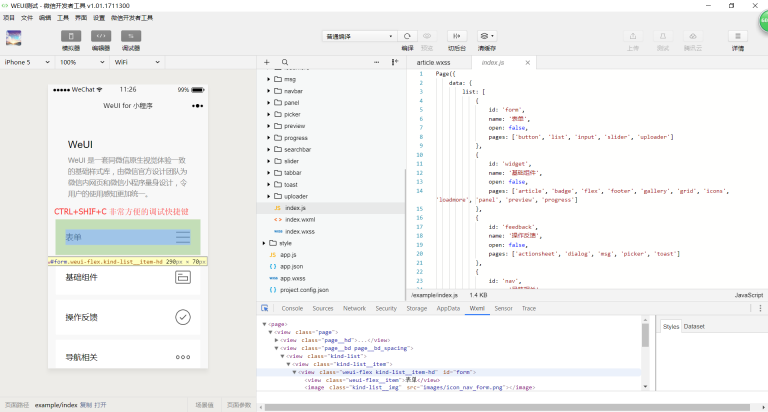 WEUI测试 - 微信开发者工具 v1.01.1711300
项目 文件 编辑 工具 界面 设置 微信开发者工具
模拟器 编辑器 调试器
普通编译
编译 预览 切后台 清缓存
上传 测试 腾讯云 详情
iPhone 5 100% WiFi
WeChat 11:26 99%
WeUI for 小程序
WeUI
WeUI 是一套同微信原生视觉体验一致
的基础样式库，由微信官方设计团队为
微信内网页和微信小程序量身设计，令
用户的使用感知更加统一。
CTRL+SHIF+C 非常方便的调试快捷键
表单
w#form.weui-flex.kind-list__item-hd 290px × 70px
基础组件
操作反馈
导航相关
页面路径 example/index 复制 打开 场景值 页面参数
msg
navbar
panel
picker
preview
progress
searchbar
slider
tabbar
toast
uploader
JS index.js
<> index.wxml
index.wxss
style
JS app.js
{} app.json
app.wxss
{} project.config.json
article.wxss index.js
1 Page({
2 data: {
3 list: [
4 {
5 id: 'form',
6 name: '表单',
7 open: false,
8 pages: ['button', 'list', 'input', 'slider', 'uploader']
9 },
10 {
11 id: 'widget',
12 name: '基础组件',
13 open: false,
14 pages: ['article', 'badge', 'flex', 'footer', 'gallery', 'grid', 'icons',
'loadmore', 'panel', 'preview', 'progress']
15 },
16 {
17 id: 'feedback',
18 name: '操作反馈',
19 open: false,
20 pages: ['actionsheet', 'dialog', 'msg', 'picker', 'toast']
21 },
22 {
23 id: 'nav',
/example/index.js 1.4 KB JavaScript
Console Sources Network Security Storage AppData Wxml Sensor Trace
<page>
<view class="page">
<view class="page__hd">...</view>
<view class="page__bd page__bd_spacing">
<view class="kind-list">
<view class="kind-list__item">
<view class="weui-flex kind-list__item-hd" id="form">
<view class="weui-flex__item">表单</view>
<image class="kind-list__img" src="images/icon_nav_form.png"></image>
Styles Dataset